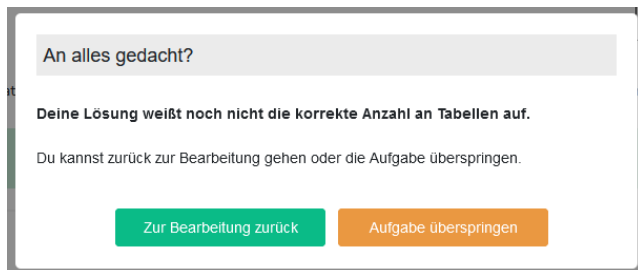 An alles gedacht?
Deine Lösung weißt noch nicht die korrekte Anzahl an Tabellen auf.
Du kannst zurück zur Bearbeitung gehen oder die Aufgabe überspringen.
Zur Bearbeitung zurück
Aufgabe überspringen